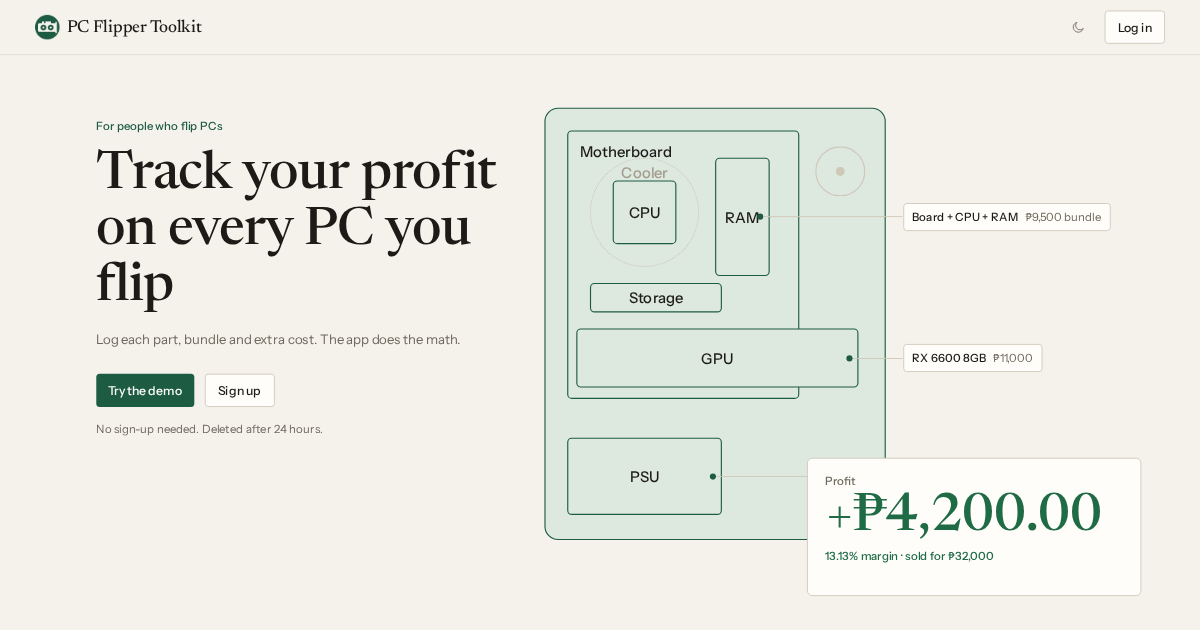 PC Flipper Toolkit
Log in
For people who flip PCs
Track your profit
on every PC you
flip
Log each part, bundle and extra cost. The app does the math.
Try the demo
Sign up
No sign-up needed. Deleted after 24 hours.
Motherboard
Cooler
CPU
RAM
Storage
GPU
PSU
Board + CPU + RAM ₱9,500 bundle
RX 6600 8GB ₱11,000
Profit
+₱4,200.00
13.13% margin · sold for ₱32,000